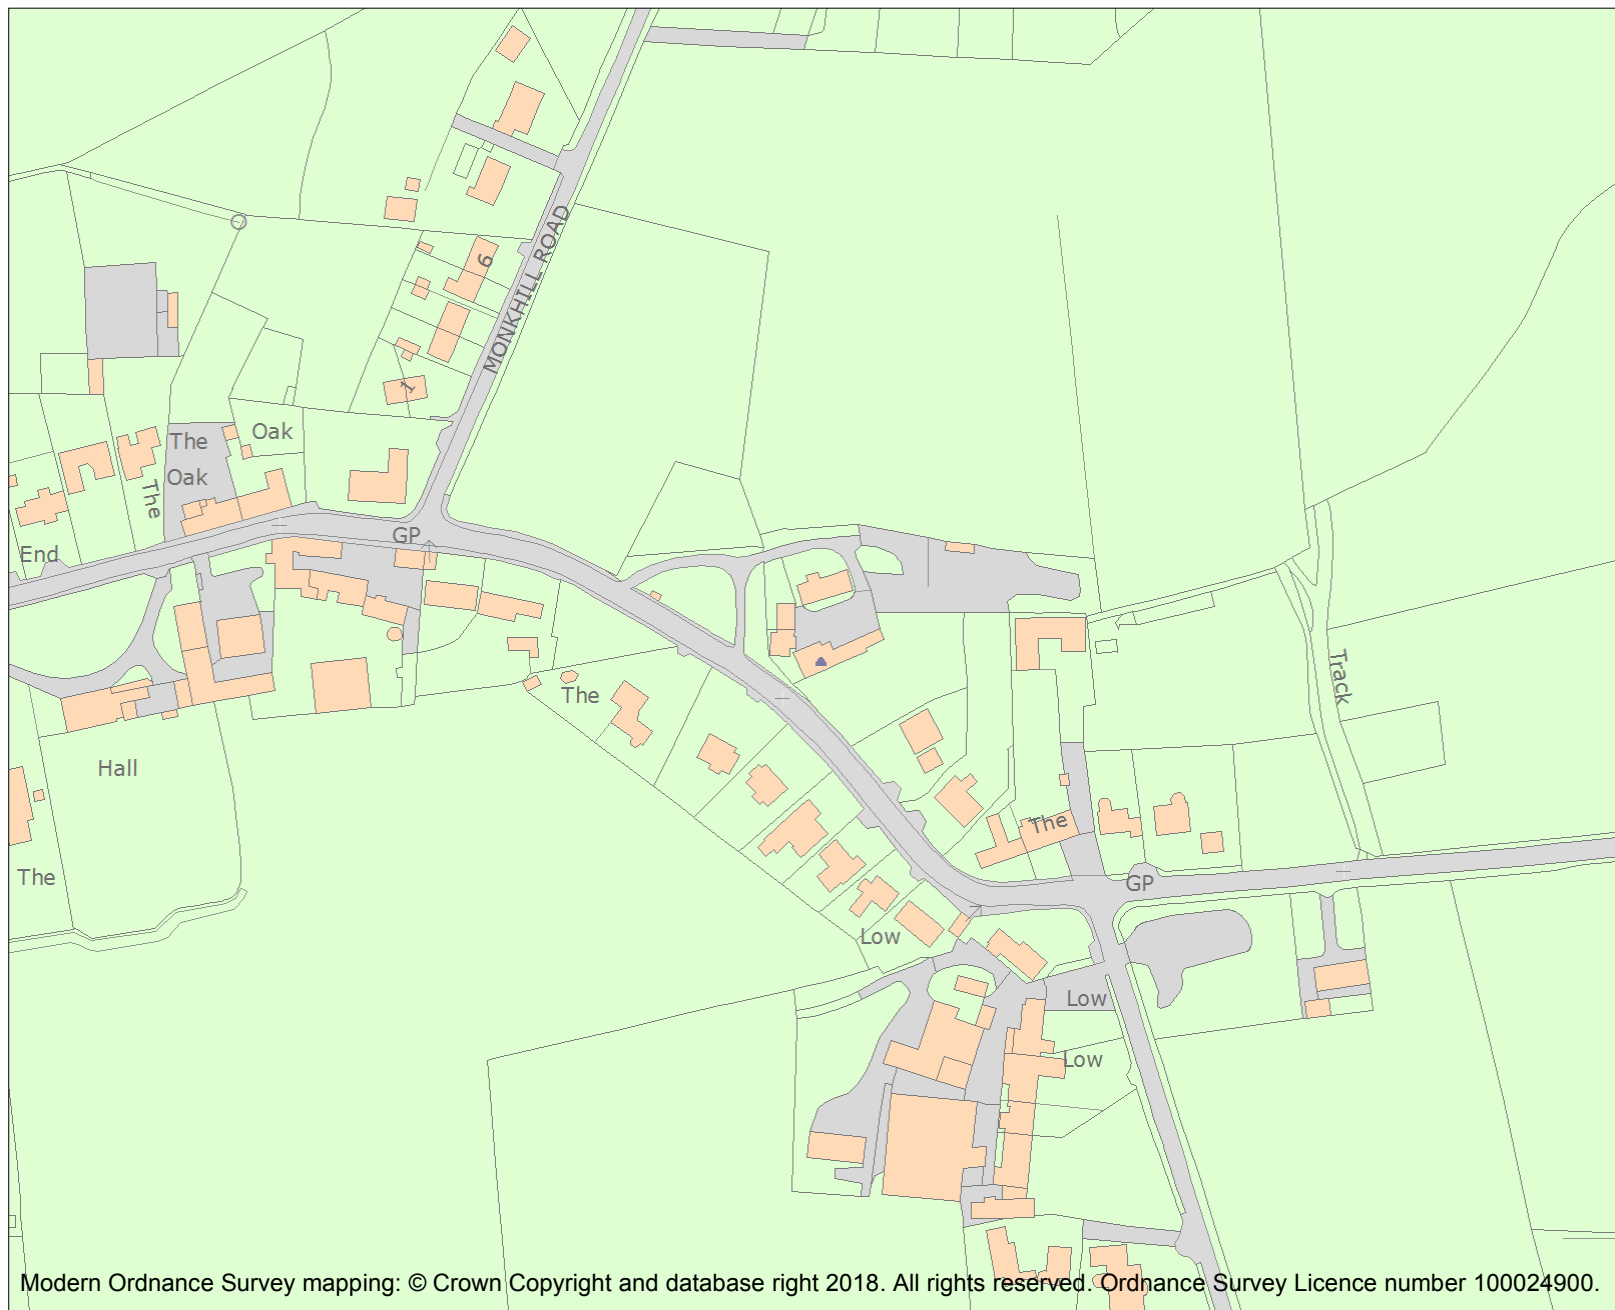 MONKHILL ROAD
6
1
The
Oak
Oak
The
End
GP
The
Hall
The
Track
The
GP
Low
Low
Low
Modern Ordnance Survey mapping: © Crown Copyright and database right 2018. All rights reserved. Ordnance Survey Licence number 100024900.